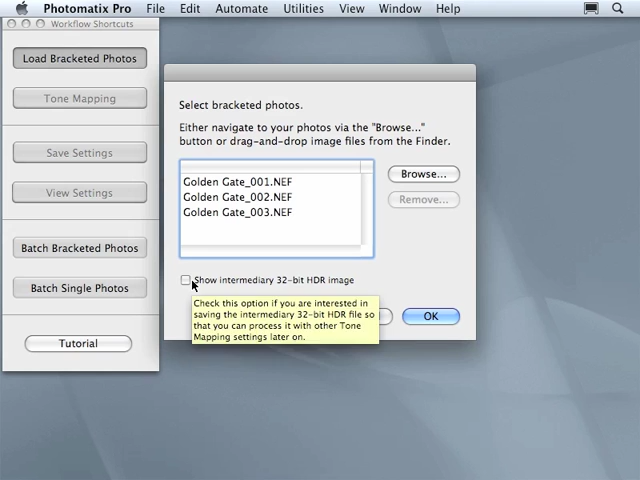 Photomatix Pro File Edit Automate Utilities View Window Help
Workflow Shortcuts
Load Bracketed Photos
Tone Mapping
Save Settings
View Settings
Batch Bracketed Photos
Batch Single Photos
Tutorial
Select bracketed photos.
Either navigate to your photos via the "Browse..."
button or drag-and-drop image files from the Finder.
Golden Gate_001.NEF
Golden Gate_002.NEF
Golden Gate_003.NEF
Browse...
Remove...
Show intermediary 32-bit HDR image
Check this option if you are interested in
saving the intermediary 32-bit HDR file so
that you can process it with other Tone
Mapping settings later on.
OK